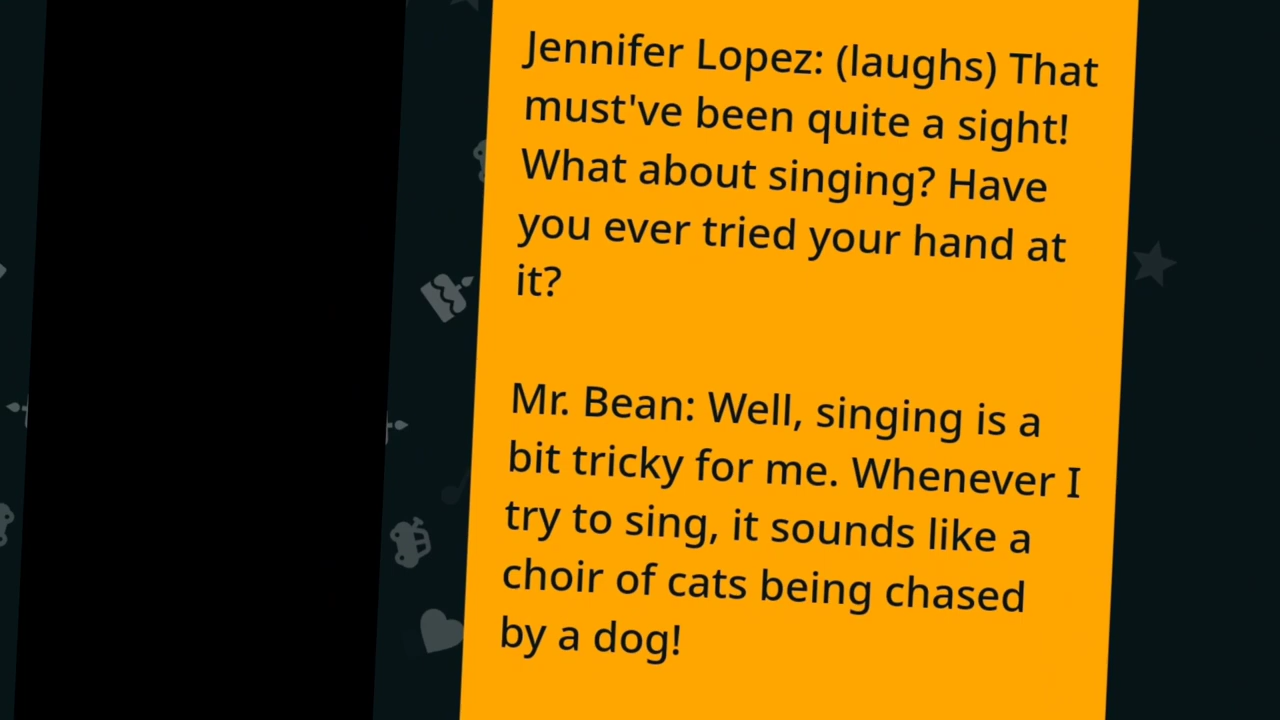 Jennifer Lopez: (laughs) That
must've been quite a sight!
What about singing? Have
you ever tried your hand at
it?
Mr. Bean: Well, singing is a
bit tricky for me. Whenever I
try to sing, it sounds like a
choir of cats being chased
by a dog!